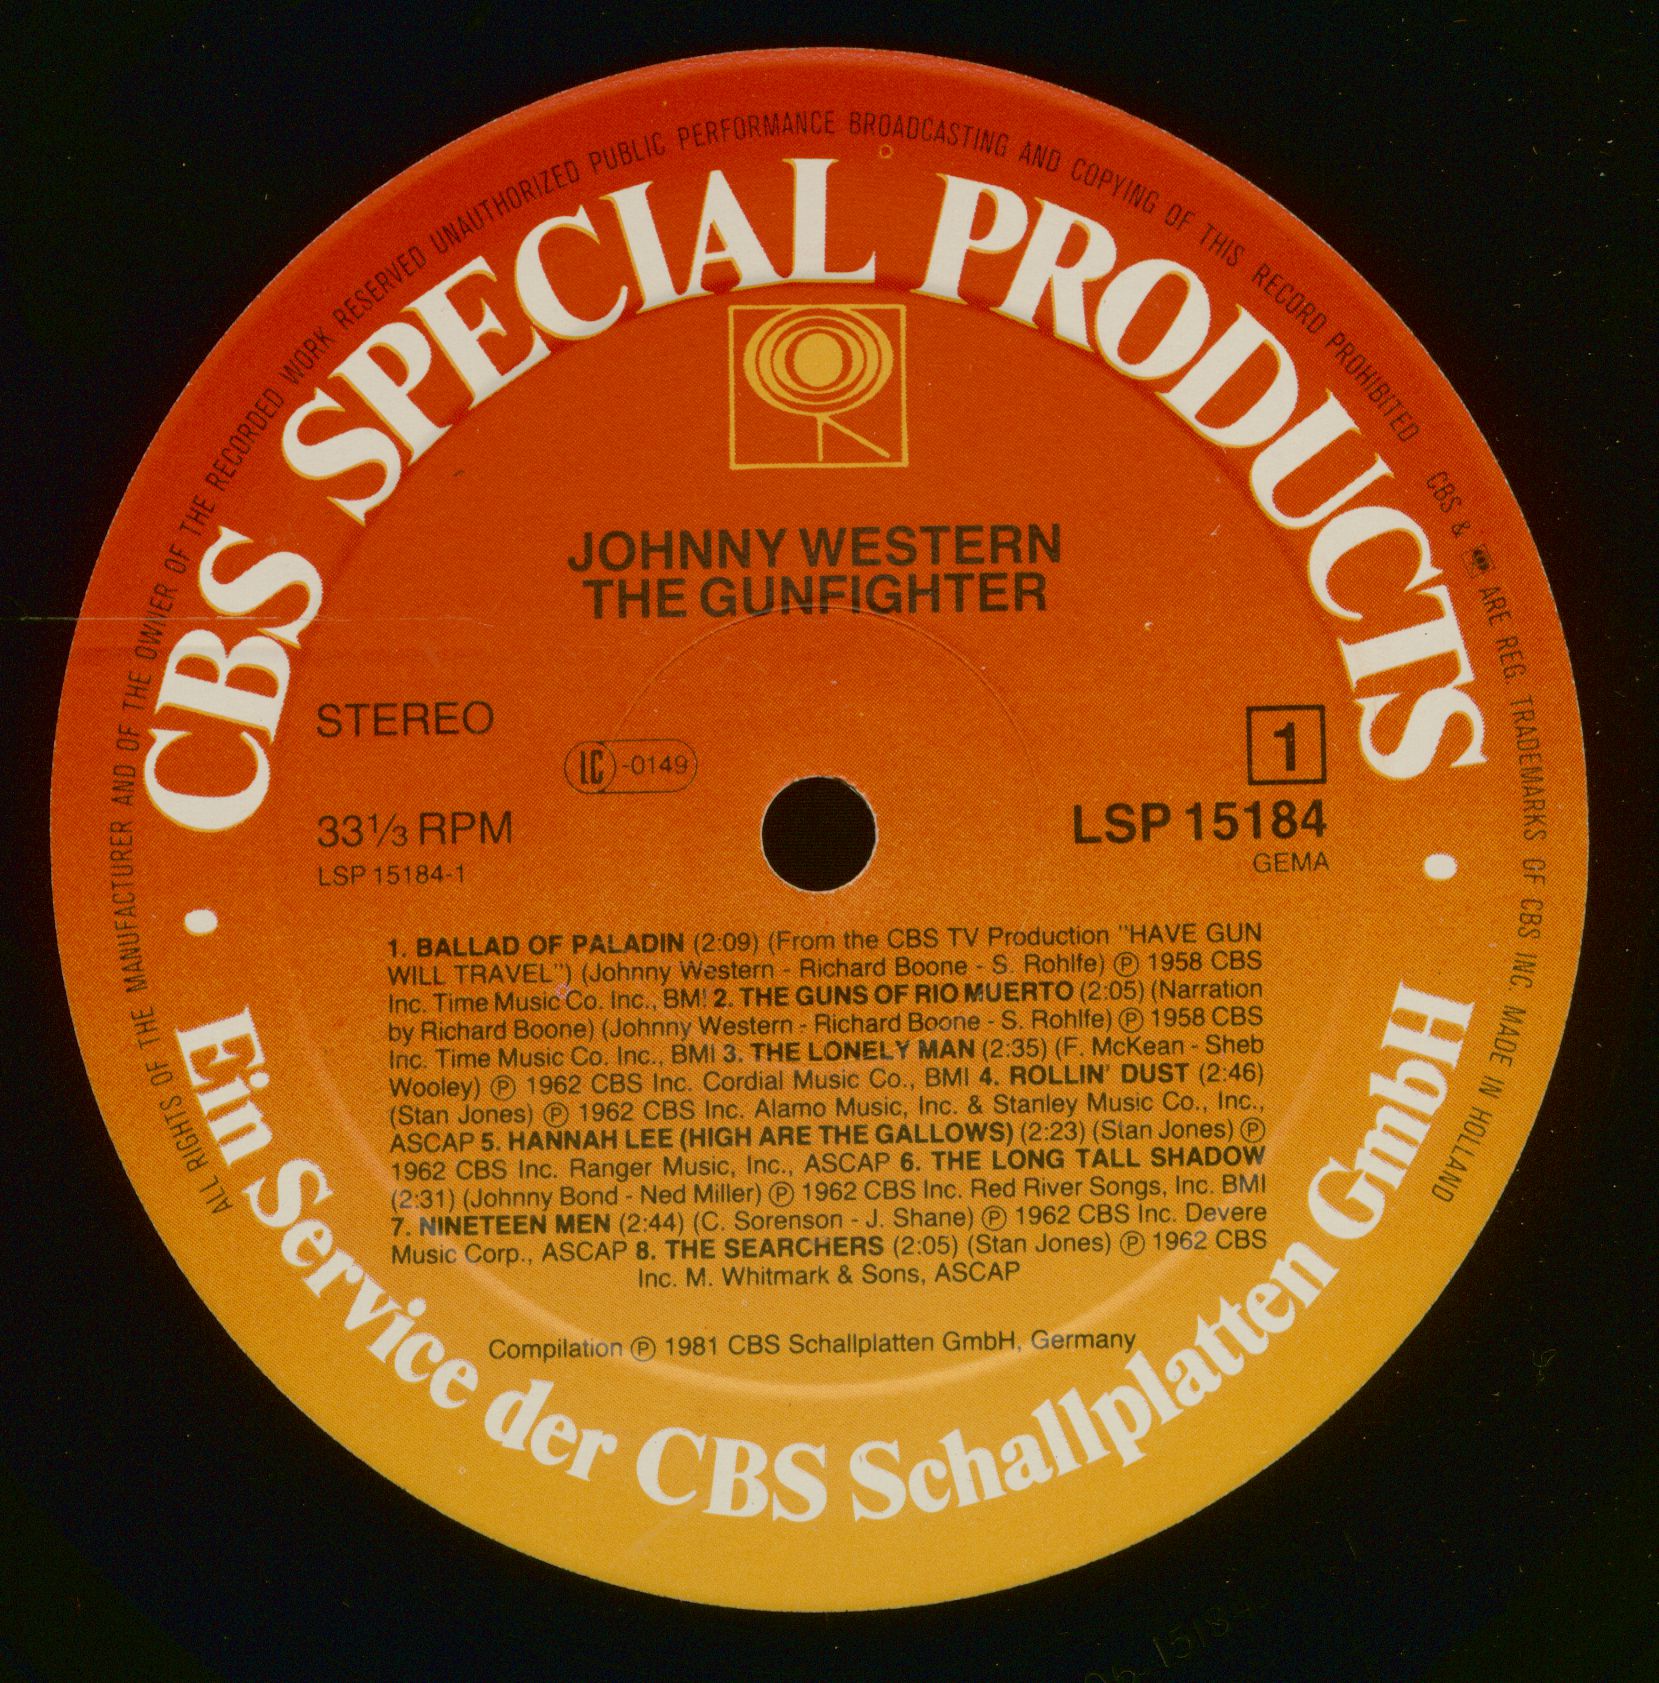 ALL RIGHTS OF THE MANUFACTURER AND OF THE OWNER OF THE RECORDED WORK RESERVED UNAUTHORIZED PUBLIC PERFORMANCE BROADCASTING AND COPYING OF THIS RECORD PROHIBITED CBS & ARE REG. TRADEMARKS OF CBS INC. MADE IN HOLLAND
CBS SPECIAL PRODUCTS
JOHNNY WESTERN
THE GUNFIGHTER
STEREO
LC-0149
1
33⅓ RPM
LSP 15184
LSP 15184-1
GEMA
1. BALLAD OF PALADIN (2:09) (From the CBS TV Production "HAVE GUN
WILL TRAVEL") (Johnny Western - Richard Boone - S. Rohlfe) ℗ 1958 CBS
Inc. Time Music Co. Inc., BMI 2. THE GUNS OF RIO MUERTO (2:05) (Narration
by Richard Boone) (Johnny Western - Richard Boone - S. Rohlfe) ℗ 1958 CBS
Inc. Time Music Co. Inc., BMI 3. THE LONELY MAN (2:35) (F. McKean - Sheb
Wooley) ℗ 1962 CBS Inc. Cordial Music Co., BMI 4. ROLLIN' DUST (2:46)
(Stan Jones) ℗ 1962 CBS Inc. Alamo Music, Inc. & Stanley Music Co., Inc.,
ASCAP 5. HANNAH LEE (HIGH ARE THE GALLOWS) (2:23) (Stan Jones) ℗
1962 CBS Inc. Ranger Music, Inc., ASCAP 6. THE LONG TALL SHADOW
(2:31) (Johnny Bond - Ned Miller) ℗ 1962 CBS Inc. Red River Songs, Inc. BMI
7. NINETEEN MEN (2:44) (C. Sorenson - J. Shane) ℗ 1962 CBS Inc. Devere
Music Corp., ASCAP 8. THE SEARCHERS (2:05) (Stan Jones) ℗ 1962 CBS
Inc. M. Whitmark & Sons, ASCAP
Compilation ℗ 1981 CBS Schallplatten GmbH, Germany
• Ein Service der CBS Schallplatten GmbH •